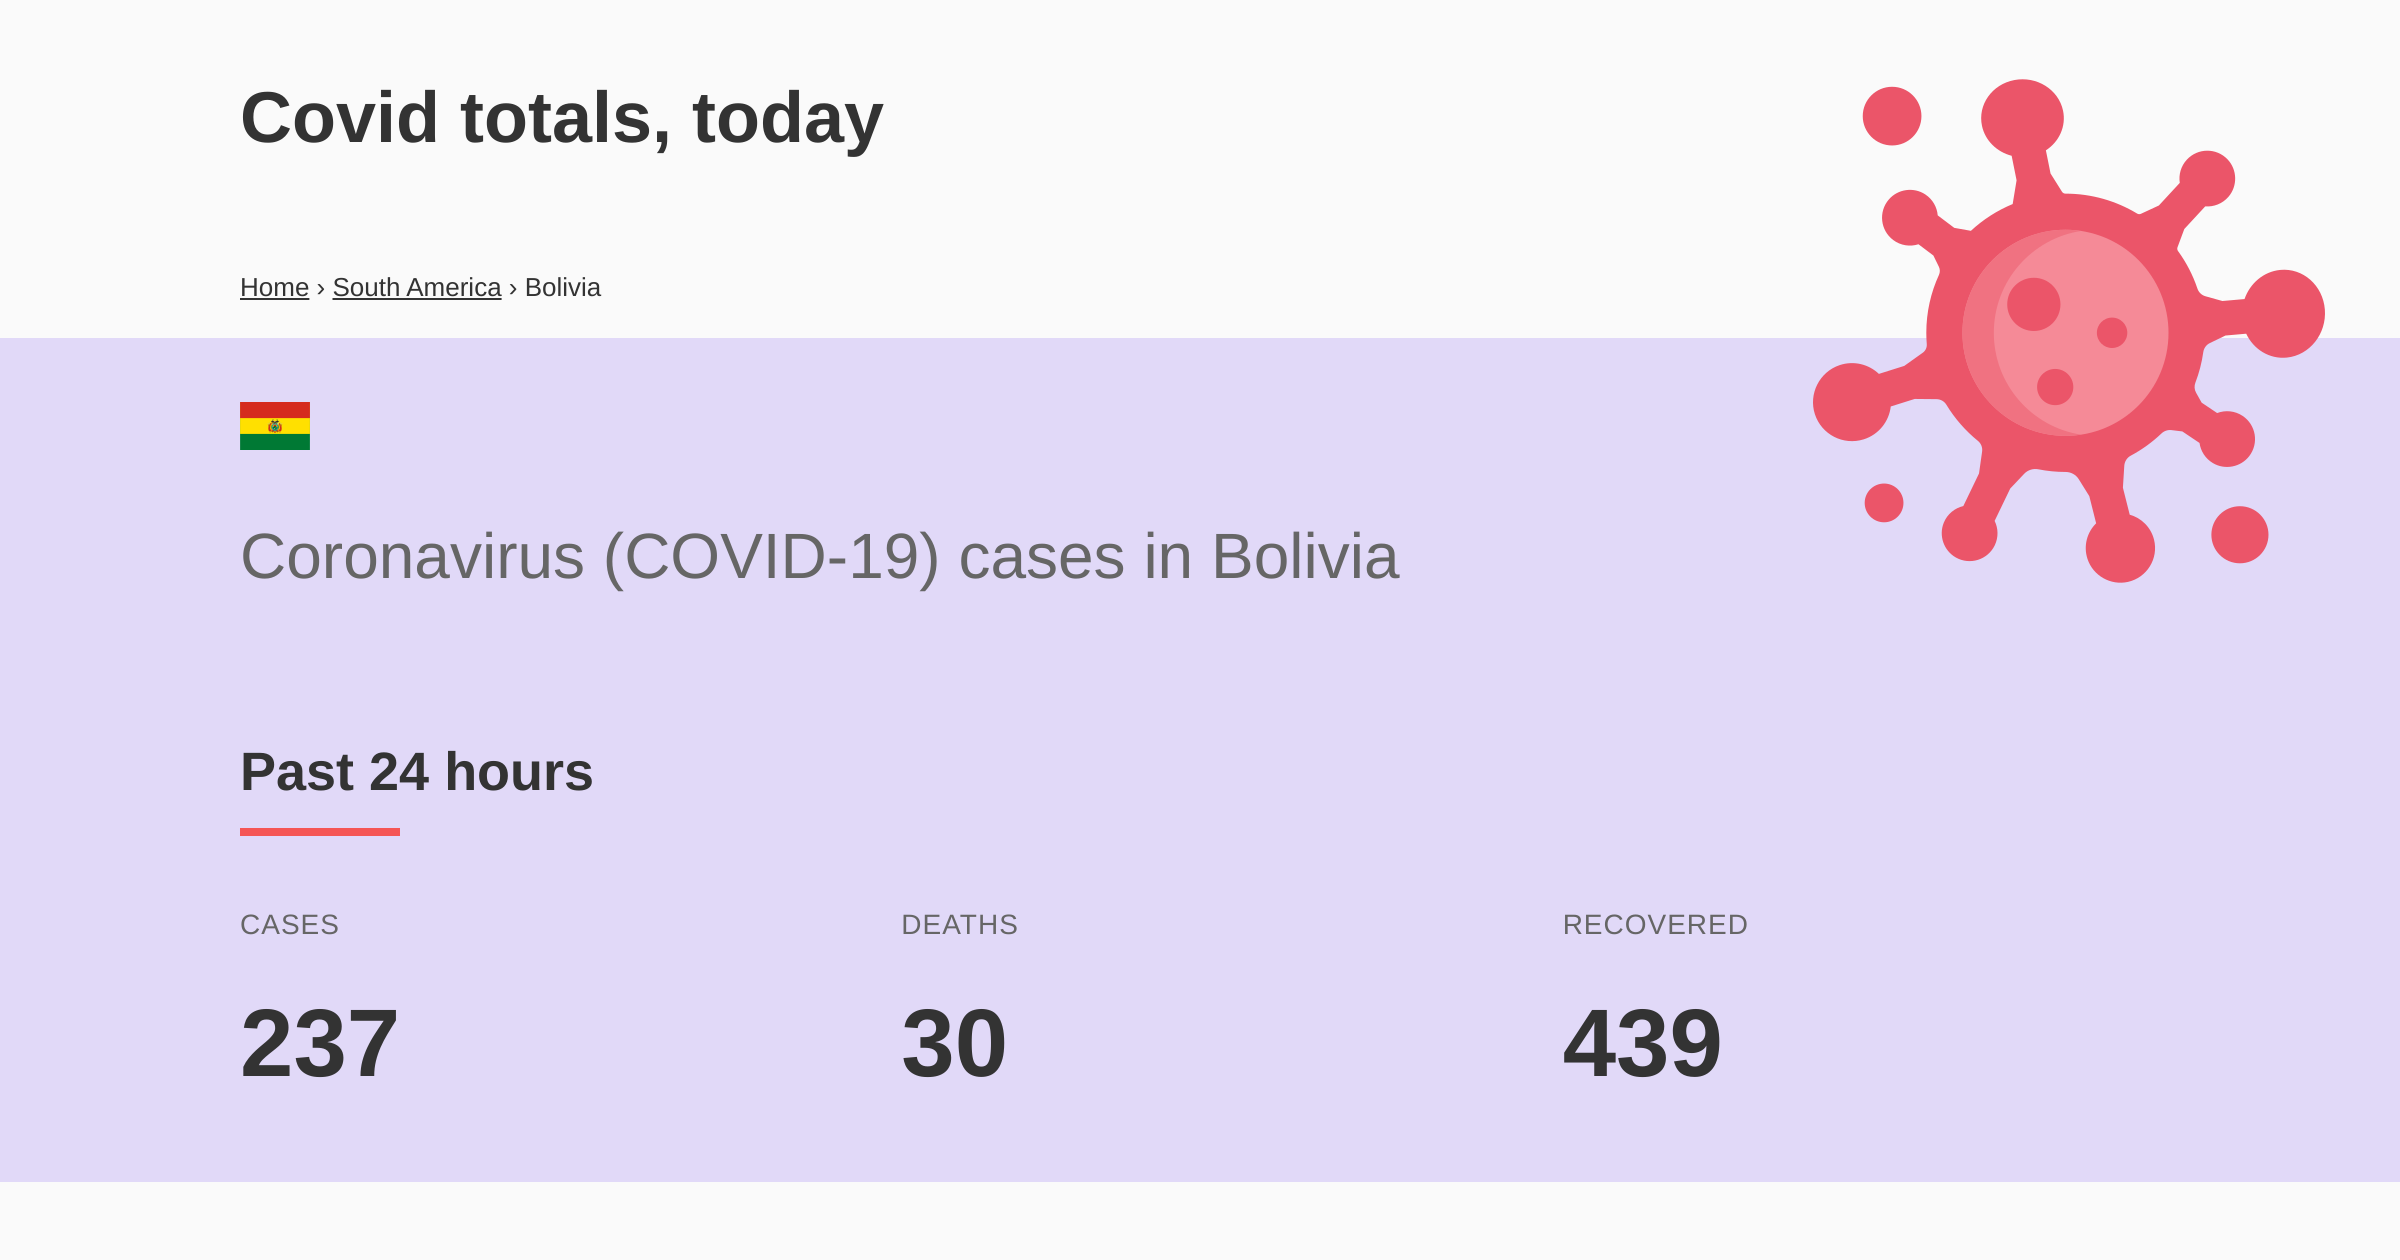 Covid totals, today
Home › South America › Bolivia
Coronavirus (COVID-19) cases in Bolivia
Past 24 hours
CASES DEATHS RECOVERED
237 30 439